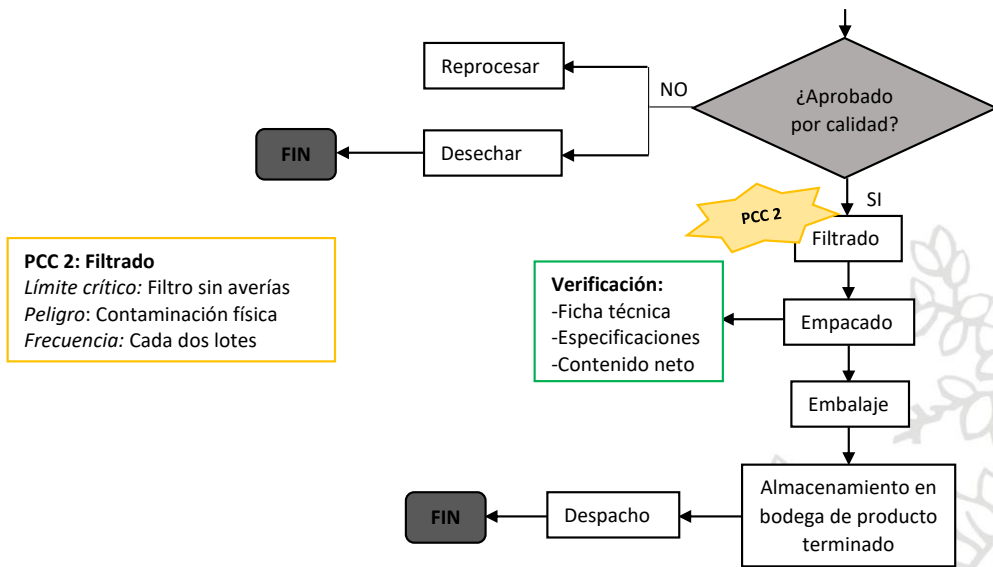 Reprocesar
NO
¿Aprobado
por calidad?
FIN
Desechar
SI
PCC 2
Filtrado
PCC 2: Filtrado
Límite crítico: Filtro sin averías
Peligro: Contaminación física
Frecuencia: Cada dos lotes
Verificación:
-Ficha técnica
-Especificaciones
-Contenido neto
Empacado
Embalaje
Almacenamiento en
bodega de producto
terminado
Despacho
FIN